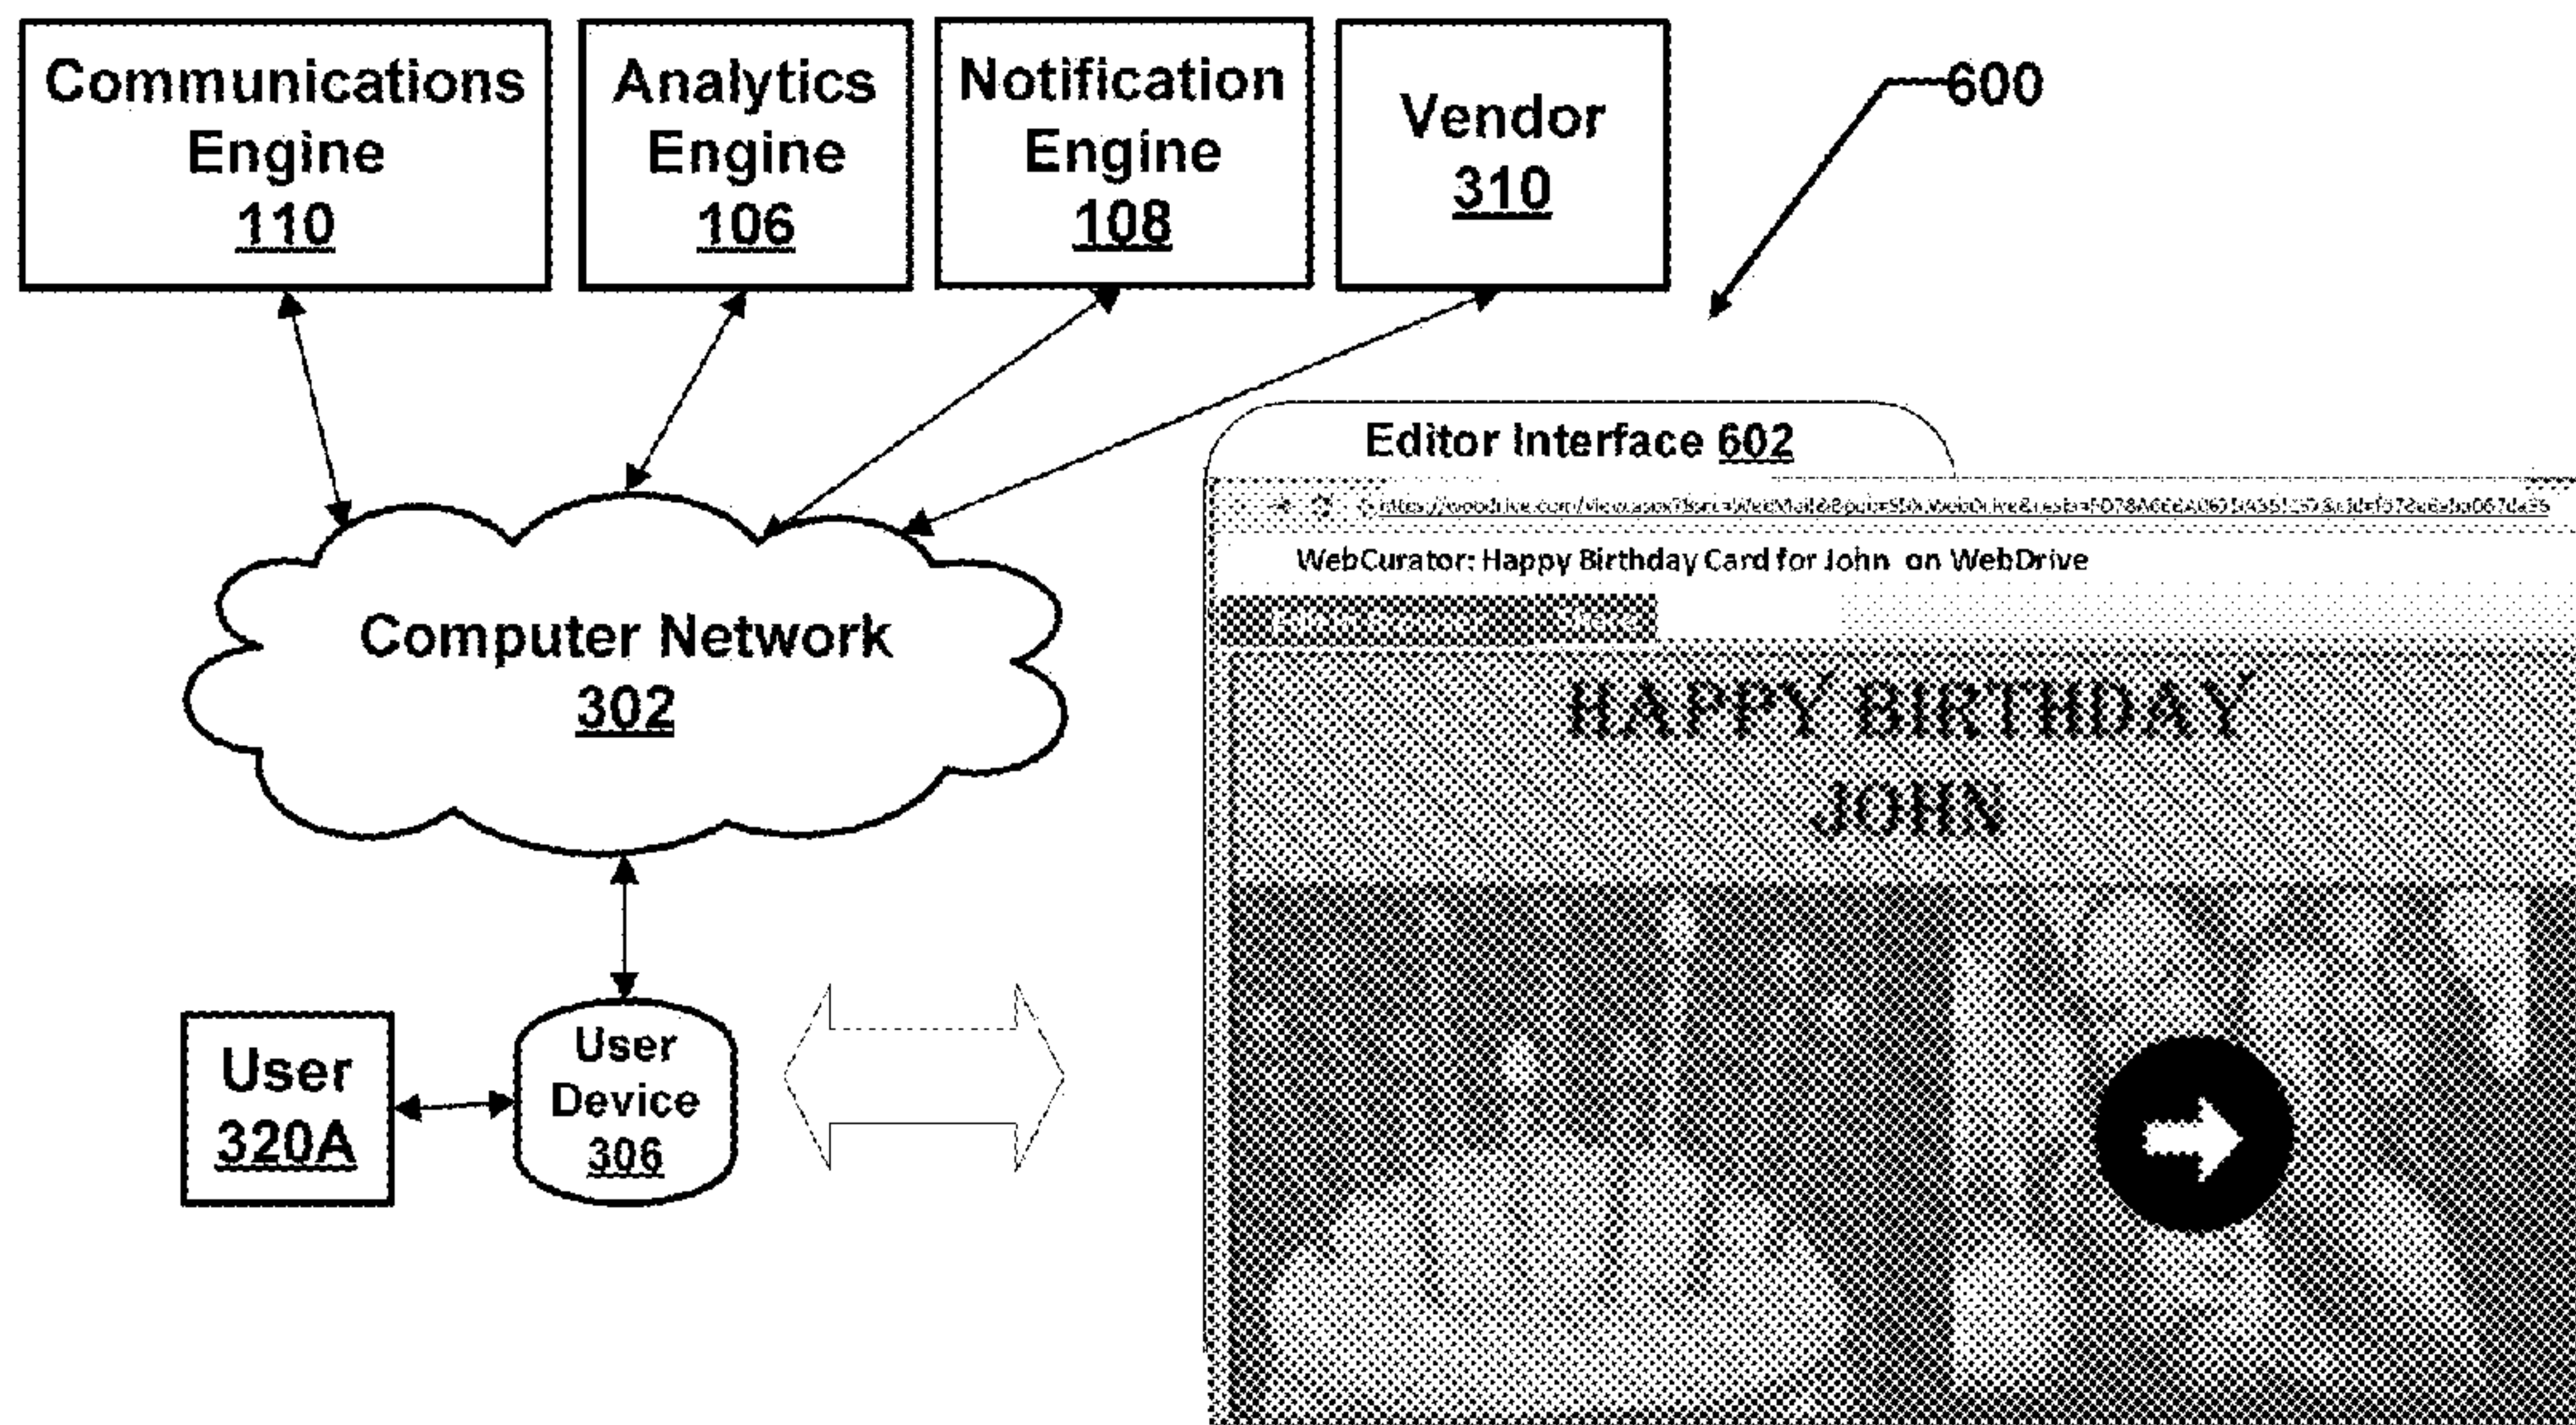 Communications
Engine
110
Analytics
Engine
106
Notification
Engine
108
Vendor
310
600
Editor Interface 602
WebCurator: Happy Birthday Card for John on WebDrive
HAPPY BIRTHDAY
JOHN
Computer Network
302
User
320A
User
Device
306